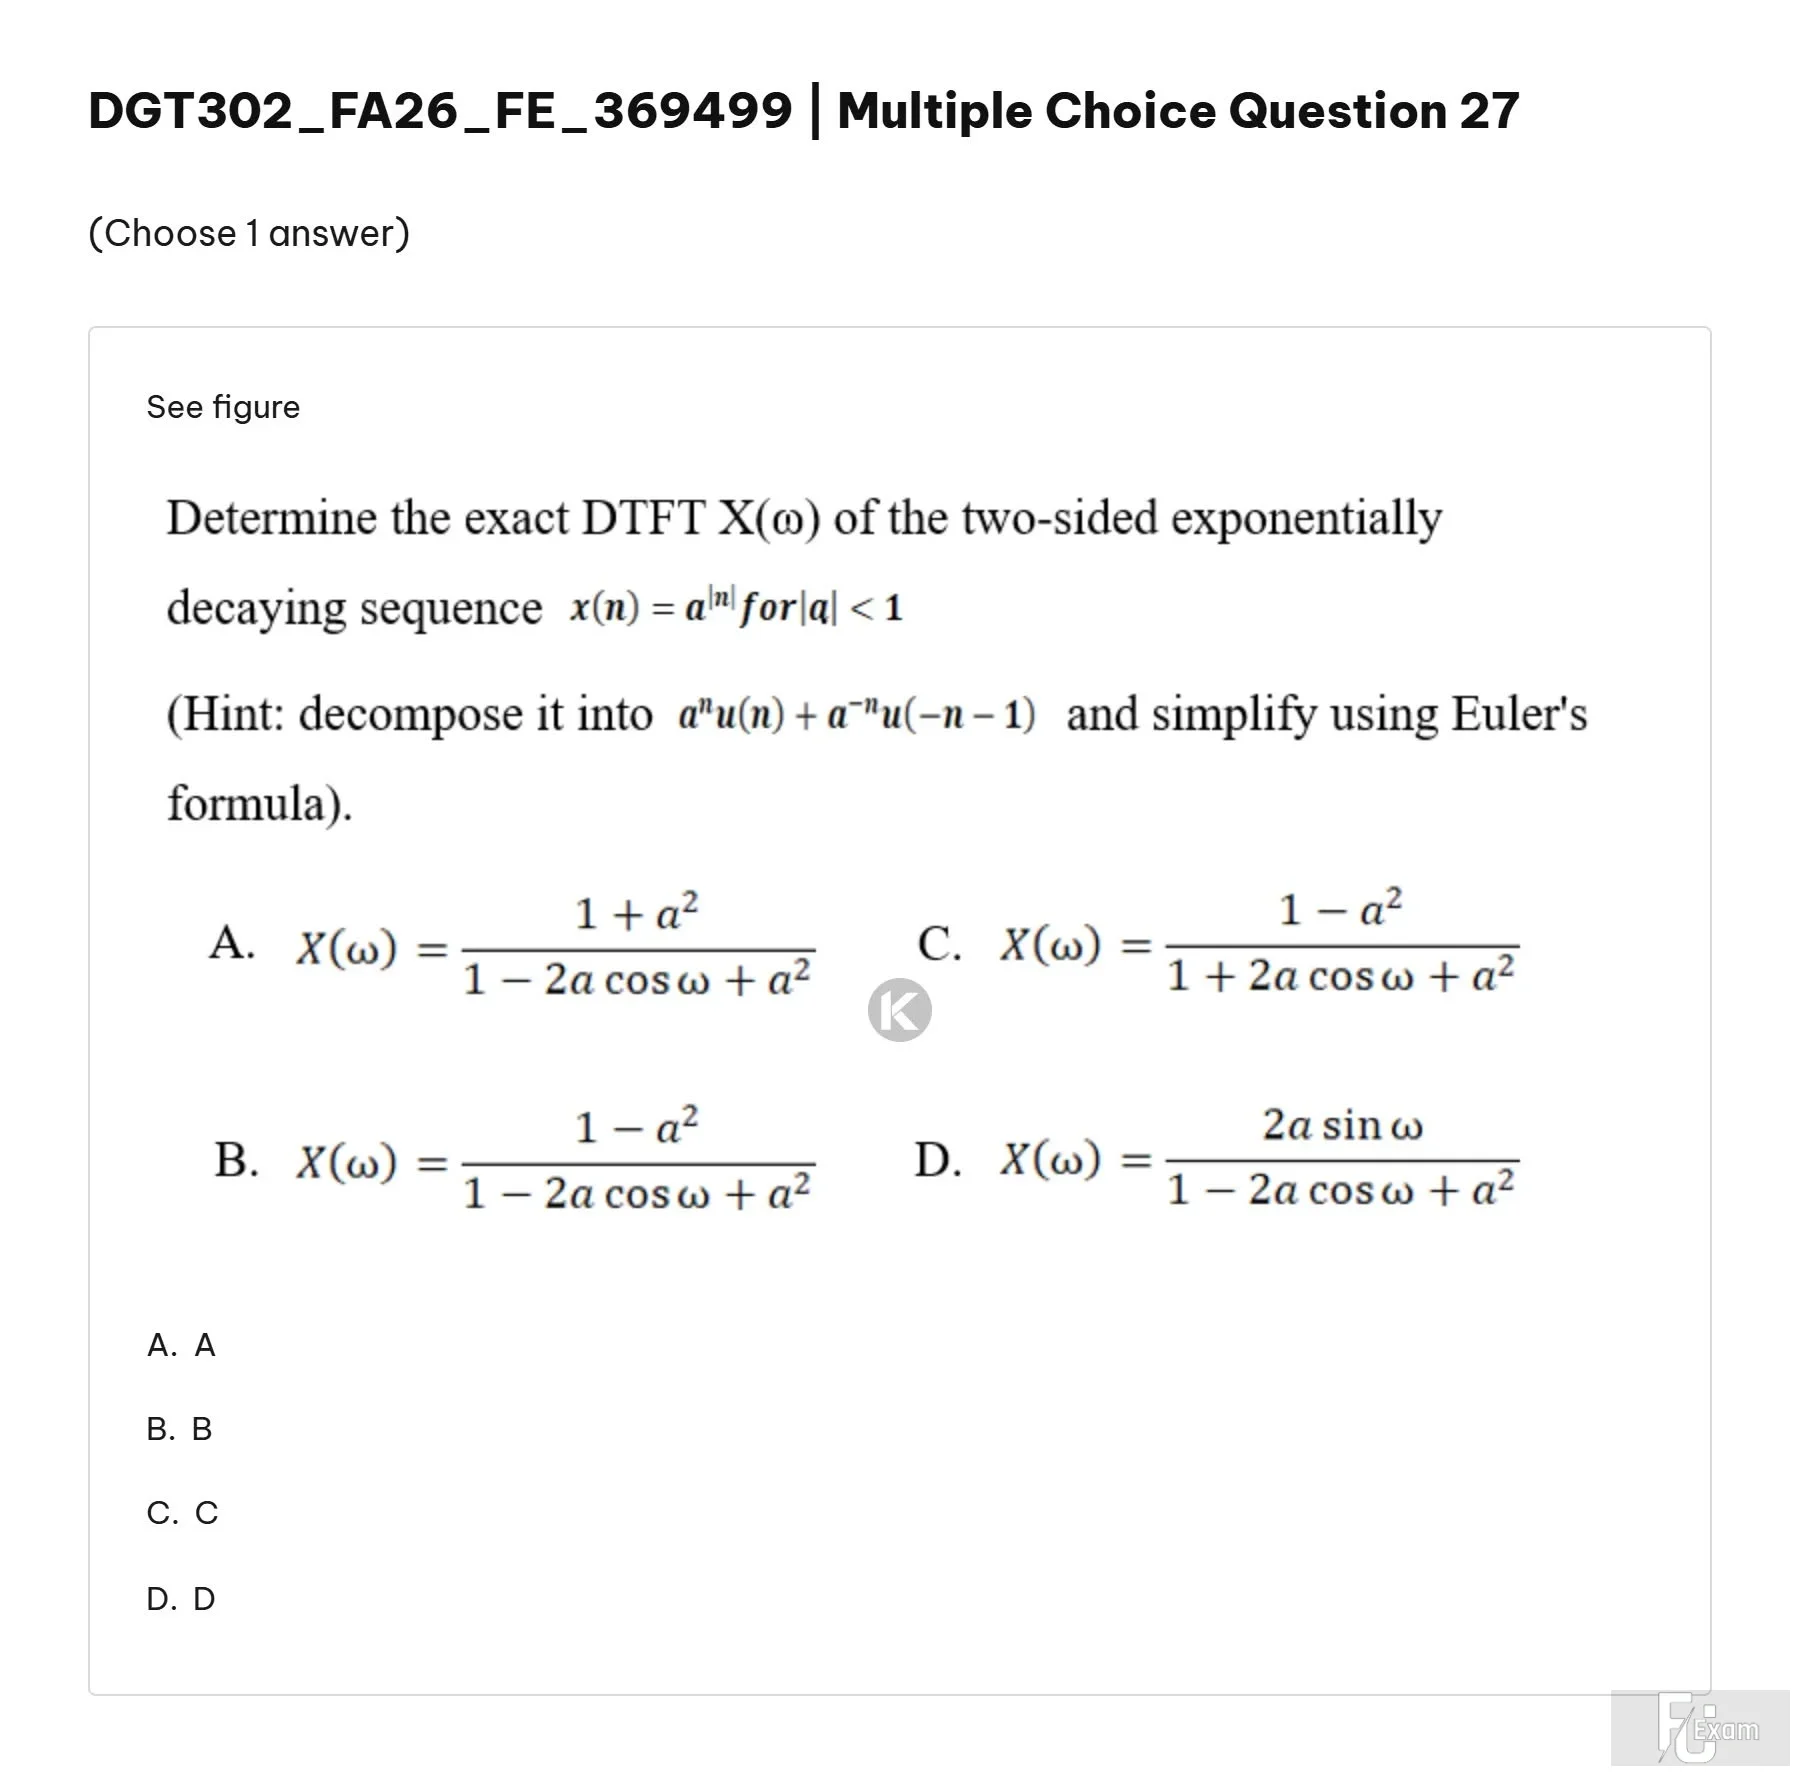 DGT302_FA26_FE_369499 | Multiple Choice Question 27
(Choose 1 answer)
See figure
Determine the exact DTFT X(ω) of the two-sided exponentially
decaying sequence x(n) = a^|n| for|a| < 1
(Hint: decompose it into a^n u(n) + a^−n u(−n − 1) and simplify using Euler's
formula).
A. X(ω) = (1 + a²) / (1 − 2a cos ω + a²)
C. X(ω) = (1 − a²) / (1 + 2a cos ω + a²)
K
B. X(ω) = (1 − a²) / (1 − 2a cos ω + a²)
D. X(ω) = (2a sin ω) / (1 − 2a cos ω + a²)
A. A
B. B
C. C
D. D
Exam